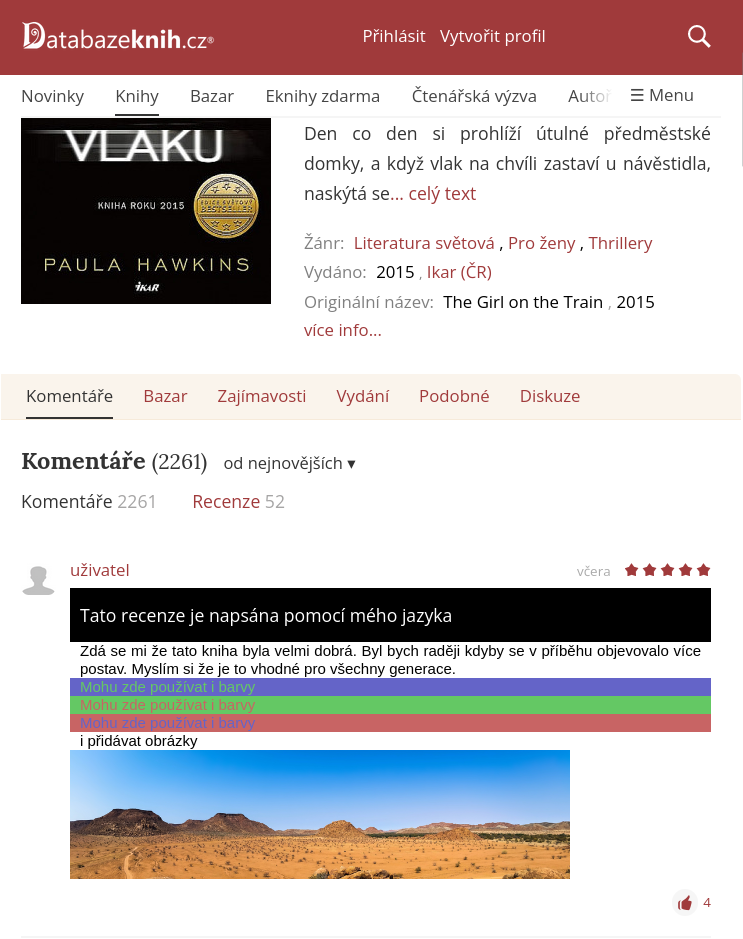 Databazeknih.cz®
Přihlásit Vytvořit profil
Novinky Knihy Bazar Eknihy zdarma Čtenářská výzva Autoř ☰ Menu
VLAKU
KNIHA ROKU 2015
EDICE SVĚTOVÝ
BESTSELLER
PAULA HAWKINS
IKAR
Den co den si prohlíží útulné předměstské
domky, a když vlak na chvíli zastaví u návěstidla,
naskýtá se... celý text
Žánr: Literatura světová , Pro ženy , Thrillery
Vydáno: 2015 , Ikar (ČR)
Originální název: The Girl on the Train , 2015
více info...
Komentáře Bazar Zajímavosti Vydání Podobné Diskuze
Komentáře (2261) od nejnovějších ▾
Komentáře 2261 Recenze 52
uživatel včera
Tato recenze je napsána pomocí mého jazyka
Zdá se mi že tato kniha byla velmi dobrá. Byl bych raději kdyby se v příběhu objevovalo více
postav. Myslím si že je to vhodné pro všechny generace.
Mohu zde používat i barvy
Mohu zde používat i barvy
Mohu zde používat i barvy
i přidávat obrázky
4